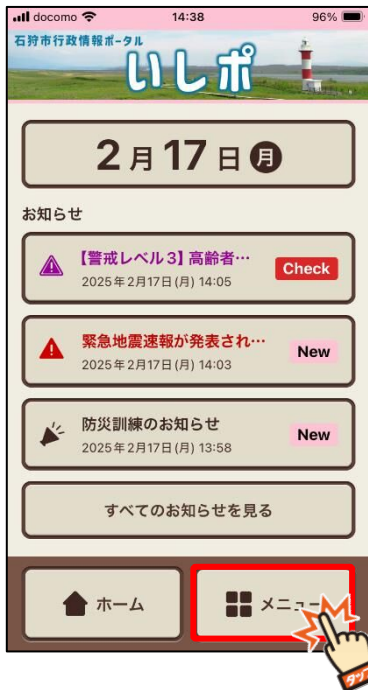 docomo 14:38 96%
石狩市行政情報ポータル
いしポ
2月17日 月
お知らせ
【警戒レベル3】高齢者…
2025年2月17日(月) 14:05
Check
緊急地震速報が発表され…
2025年2月17日(月) 14:03
New
防災訓練のお知らせ
2025年2月17日(月) 13:58
New
すべてのお知らせを見る
ホーム
メニュー
タップ